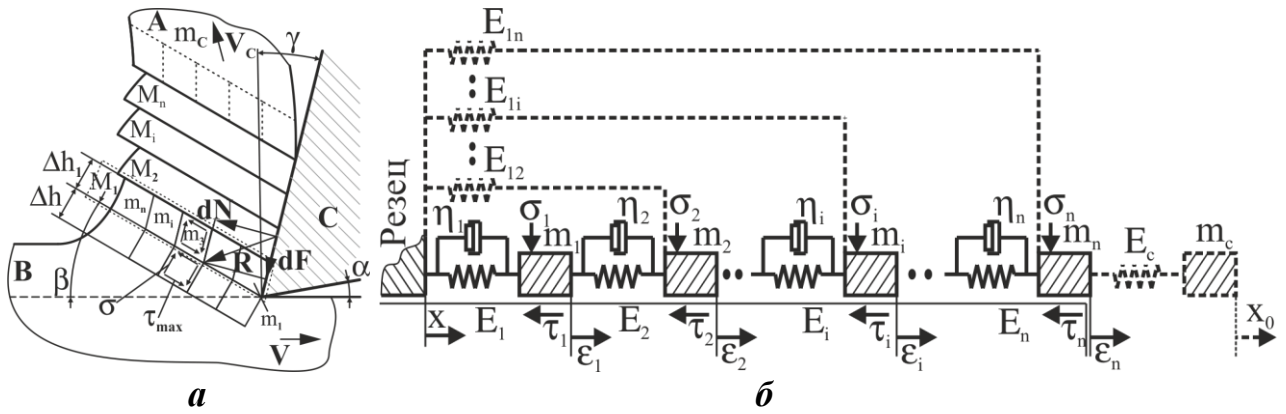 A
m_C
V_C
γ
M_n
M_i
M_2
Δh_1
M_1
Δh
m_n
m_i
m_2
dN
C
R
dF
α
B
β
σ
τ_max
m_1
V
а
E_1n
E_1i
E_12
Резец
η_1
σ_1
m_1
η_2
σ_2
m_2
η_i
σ_i
m_i
η_n
σ_n
m_n
E_c
m_c
x
E_1
τ_1
ε_1
E_2
τ_2
ε_2
E_i
τ_i
ε_i
E_n
τ_n
ε_n
x_0
б